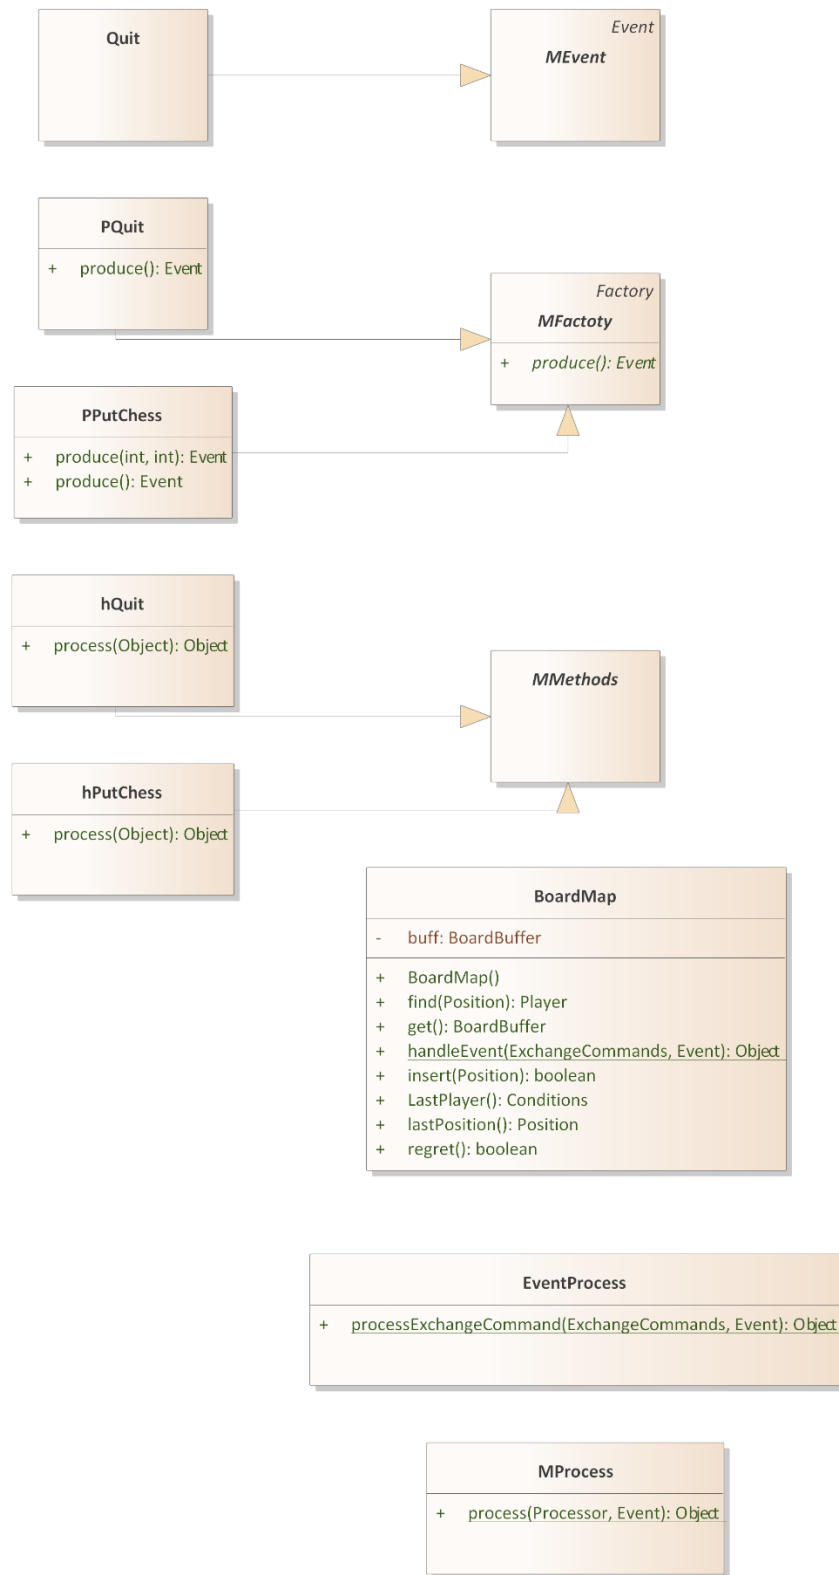 Quit
Event
MEvent
PQuit
+ produce(): Event
Factory
MFactoty
+ produce(): Event
PPutChess
+ produce(int, int): Event
+ produce(): Event
hQuit
+ process(Object): Object
MMethods
hPutChess
+ process(Object): Object
BoardMap
- buff: BoardBuffer
+ BoardMap()
+ find(Position): Player
+ get(): BoardBuffer
+ handleEvent(ExchangeCommands, Event): Object
+ insert(Position): boolean
+ LastPlayer(): Conditions
+ lastPosition(): Position
+ regret(): boolean
EventProcess
+ processExchangeCommand(ExchangeCommands, Event): Object
MProcess
+ process(Processor, Event): Object